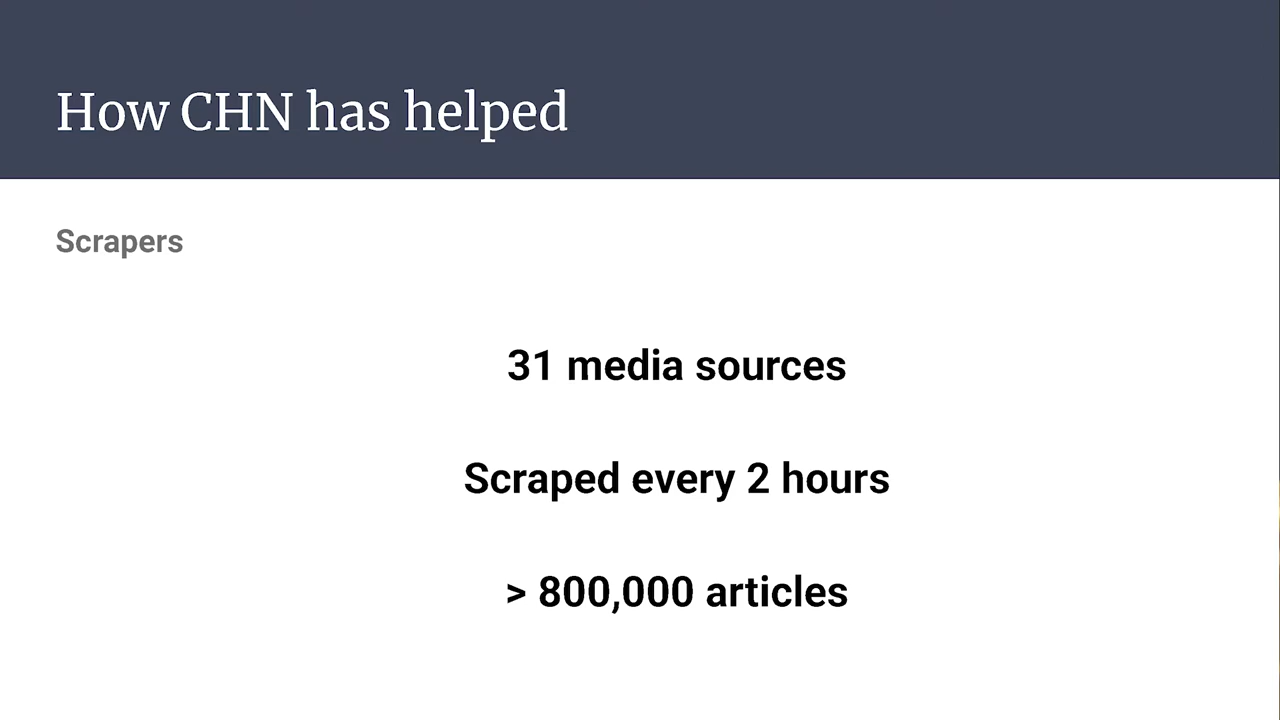 How CHN has helped
Scrapers
31 media sources
Scraped every 2 hours
> 800,000 articles